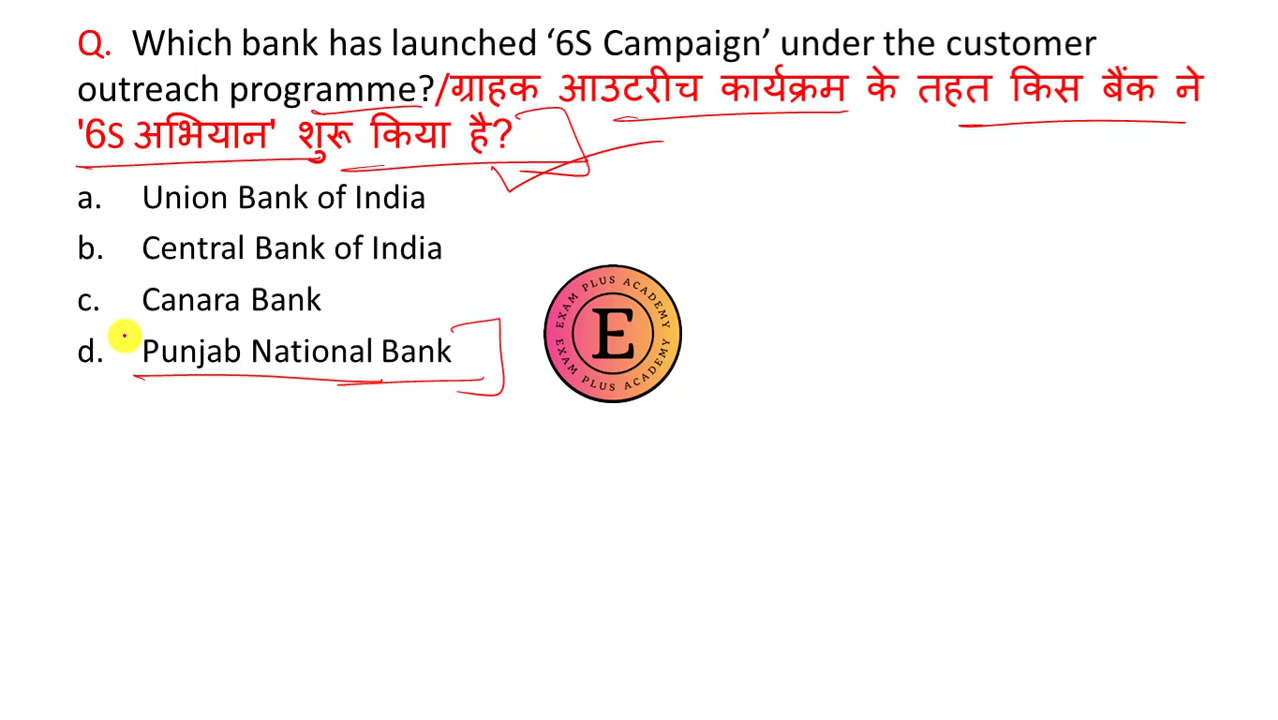 Q. Which bank has launched ‘6S Campaign’ under the customer
outreach programme?/ग्राहक आउटरीच कार्यक्रम के तहत किस बैंक ने
'6S अभियान' शुरू किया है?
a. Union Bank of India
b. Central Bank of India
c. Canara Bank
d. Punjab National Bank
EXAM PLUS ACADEMY
E
EXAM PLUS ACADEMY